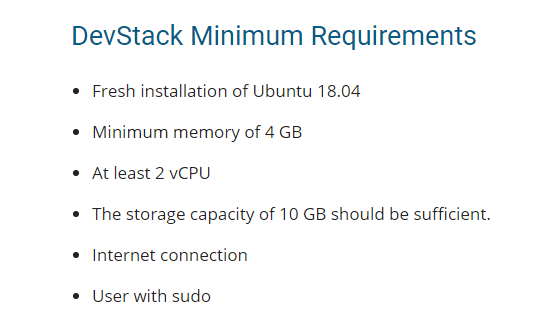 DevStack Minimum Requirements
• Fresh installation of Ubuntu 18.04
• Minimum memory of 4 GB
• At least 2 vCPU
• The storage capacity of 10 GB should be sufficient.
• Internet connection
• User with sudo